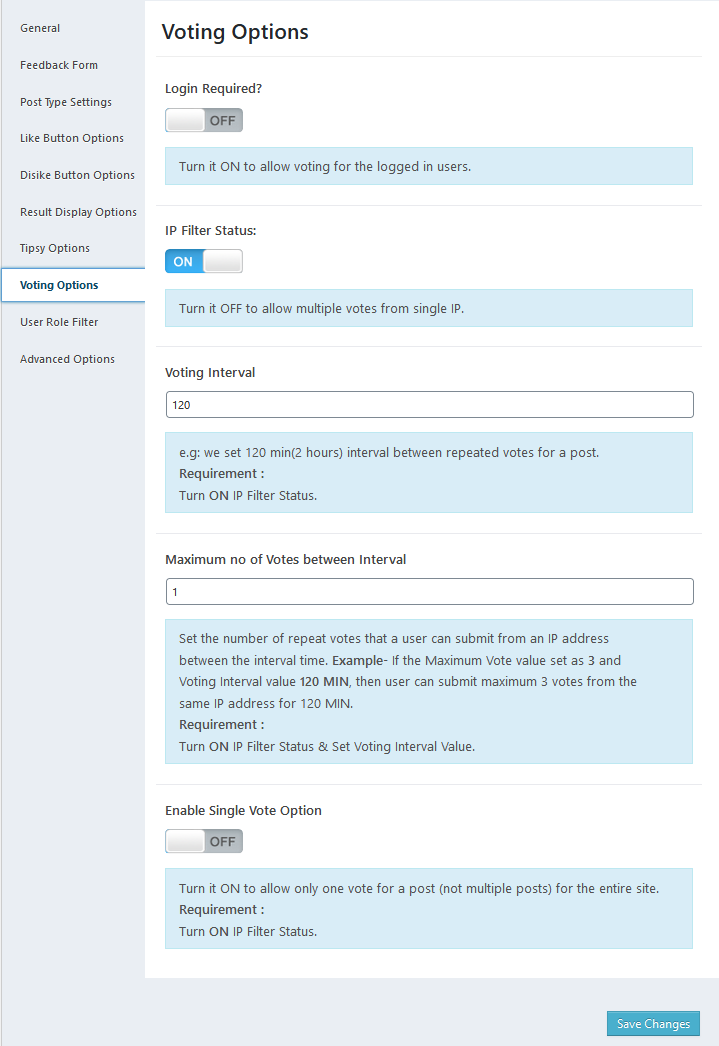 General
Feedback Form
Post Type Settings
Like Button Options
Disike Button Options
Result Display Options
Tipsy Options
Voting Options
User Role Filter
Advanced Options
Voting Options
Login Required?
OFF
Turn it ON to allow voting for the logged in users.
IP Filter Status:
ON
Turn it OFF to allow multiple votes from single IP.
Voting Interval
120
e.g: we set 120 min(2 hours) interval between repeated votes for a post.
Requirement :
Turn ON IP Filter Status.
Maximum no of Votes between Interval
1
Set the number of repeat votes that a user can submit from an IP address
between the interval time. Example- If the Maximum Vote value set as 3 and
Voting Interval value 120 MIN, then user can submit maximum 3 votes from the
same IP address for 120 MIN.
Requirement :
Turn ON IP Filter Status & Set Voting Interval Value.
Enable Single Vote Option
OFF
Turn it ON to allow only one vote for a post (not multiple posts) for the entire site.
Requirement :
Turn ON IP Filter Status.
Save Changes